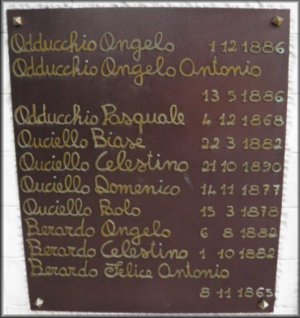 Adducchio Angelo 1 12 1886
Adducchio Angelo Antonio
13 5 1886
Adducchio Pasquale 4 12 1868
Auciello Biase 22 3 1882
Auciello Celestino 21 10 1890
Auciello Domenico 14 11 1877
Auciello Paolo 15 3 1878
Berardo Angelo 6 8 1882
Berardo Celestino 1 10 1882
Berardo Felice Antonio
8 11 1863